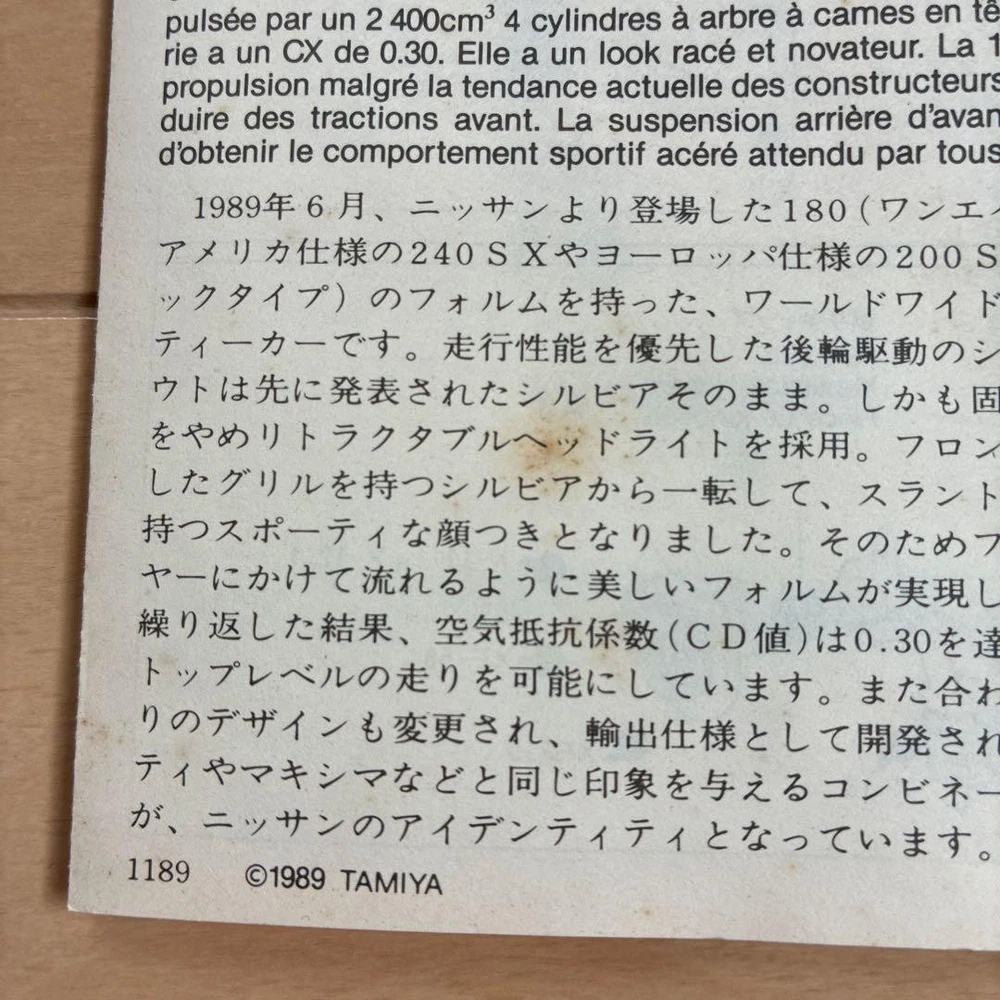 pulsée par un 2 400cm³ 4 cylindres à arbre à cames en tê
rie a un CX de 0.30. Elle a un look racé et novateur. La 1
propulsion malgré la tendance actuelle des constructeurs
duire des tractions avant. La suspension arrière d'avan
d'obtenir le comportement sportif acéré attendu par tous
1989年6月、ニッサンより登場した180(ワンエイ
アメリカ仕様の240SXやヨーロッパ仕様の200S
ックタイプ)のフォルムを持った、ワールドワイド
ティーカーです。走行性能を優先した後輪駆動のシ
ウトは先に発表されたシルビアそのまま。しかも固
をやめリトラクタブルヘッドライトを採用。フロン
したグリルを持つシルビアから一転して、スラント
持つスポーティな顔つきとなりました。そのためフ
ヤーにかけて流れるように美しいフォルムが実現し
繰り返した結果、空気抵抗係数(CD値)は0.30を達
トップレベルの走りを可能にしています。また合わ
りのデザインも変更され、輸出仕様として開発され
ティやマキシマなどと同じ印象を与えるコンビネー
が、ニッサンのアイデンティティとなっています。
1189 ©1989 TAMIYA